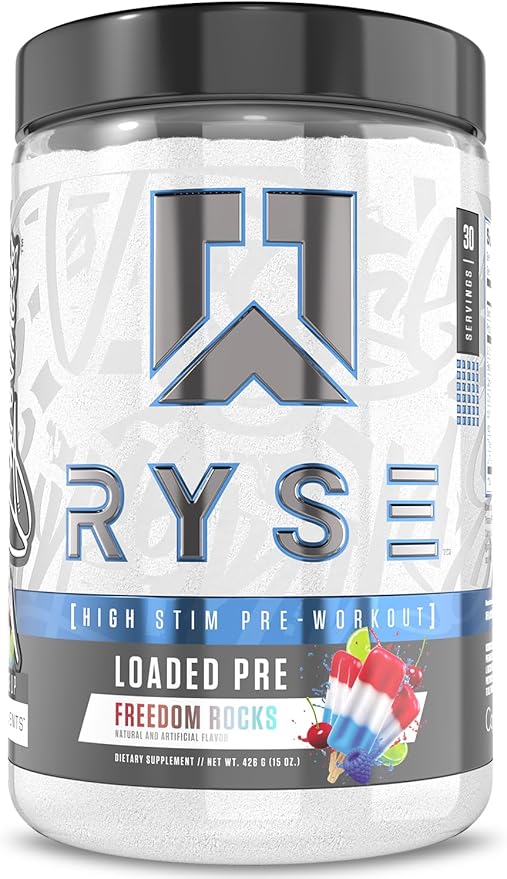 RYSE
[HIGH STIM PRE-WORKOUT]
LOADED PRE
FREEDOM ROCKS
NATURAL AND ARTIFICIAL FLAVOR
DIETARY SUPPLEMENT // NET WT. 426 G (15 OZ.)
30
SERVINGS